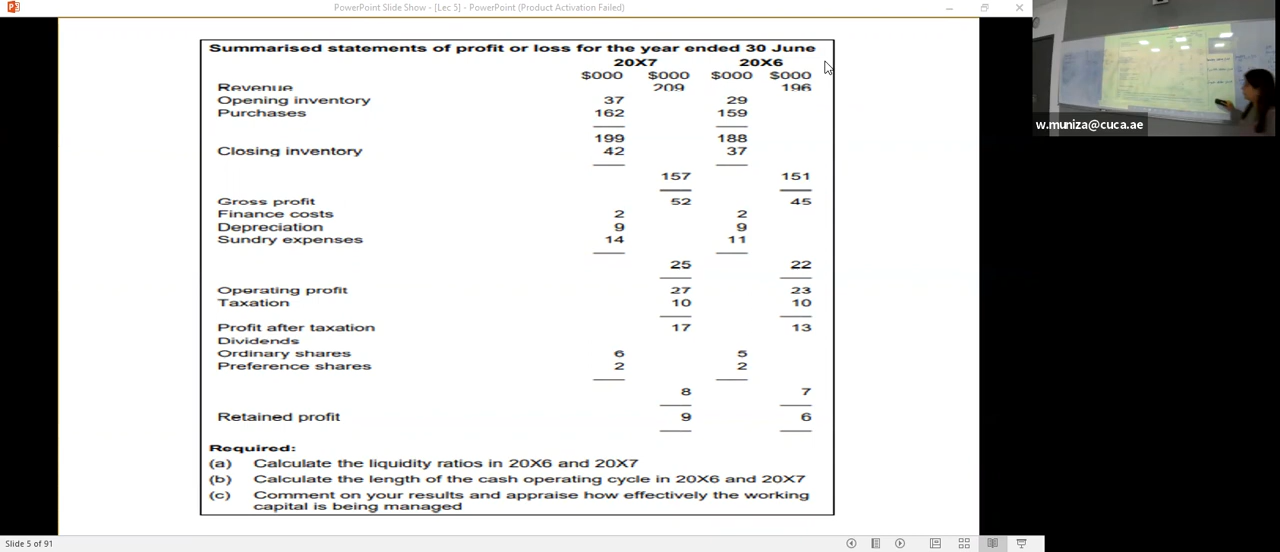 PowerPoint Slide Show - [Lec 5] - PowerPoint (Product Activation Failed)
w.muniza@cuca.ae
Summarised statements of profit or loss for the year ended 30 June
20X7 20X6
$000 $000 $000 $000
Revenue 209 196
Opening inventory 37 29
Purchases 162 159
199 188
Closing inventory 42 37
157 151
Gross profit 52 45
Finance costs 2 2
Depreciation 9 9
Sundry expenses 14 11
25 22
Operating profit 27 23
Taxation 10 10
Profit after taxation 17 13
Dividends
Ordinary shares 6 5
Preference shares 2 2
8 7
Retained profit 9 6
Required:
(a) Calculate the liquidity ratios in 20X6 and 20X7
(b) Calculate the length of the cash operating cycle in 20X6 and 20X7
(c) Comment on your results and appraise how effectively the working
capital is being managed
Slide 5 of 91